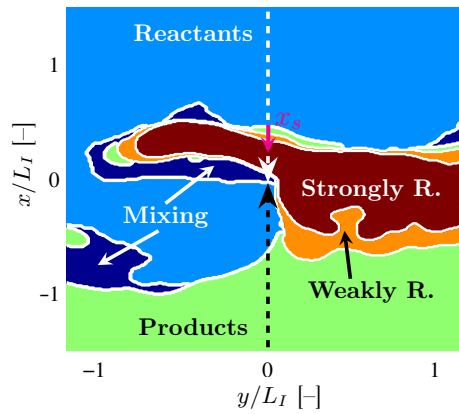 Reactants
1
x_s
x/L_I [–]
0
Strongly R.
Mixing
Weakly R.
-1
Products
−1
0
1
y/L_I [–]